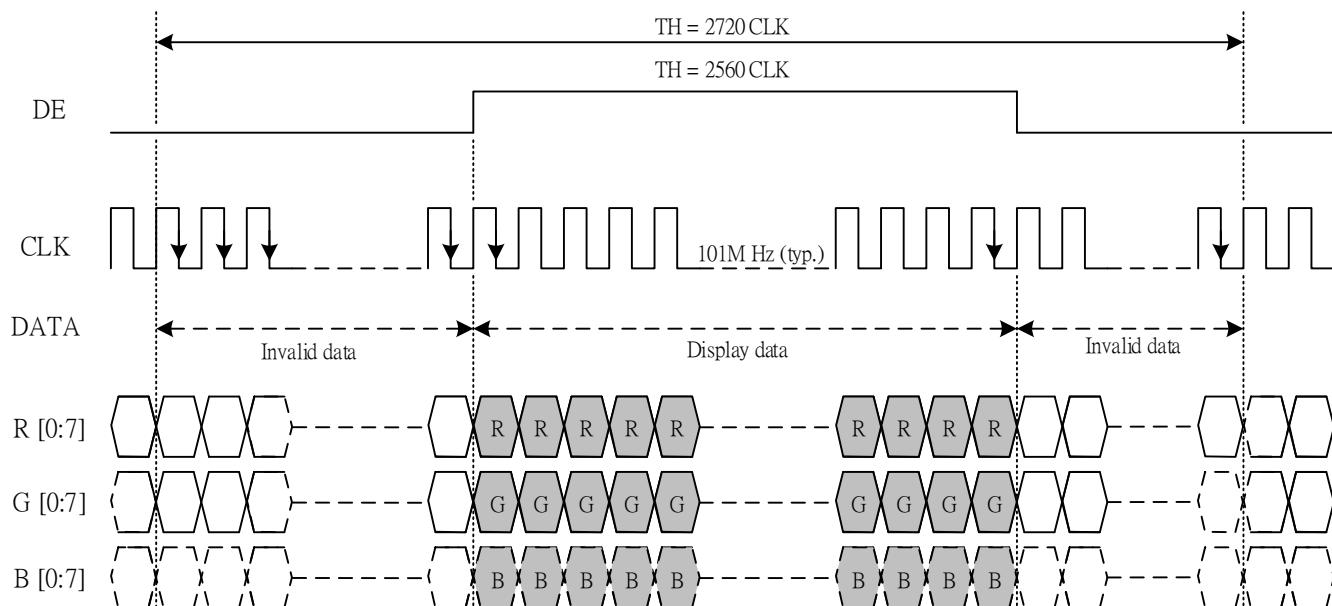 TH = 2720 CLK
TH = 2560 CLK
DE
CLK
101M Hz (typ.)
DATA
Invalid data
Display data
Invalid data
R [0:7]
R R R R R R R R R
G [0:7]
G G G G G G G G G
B [0:7]
B B B B B B B B B